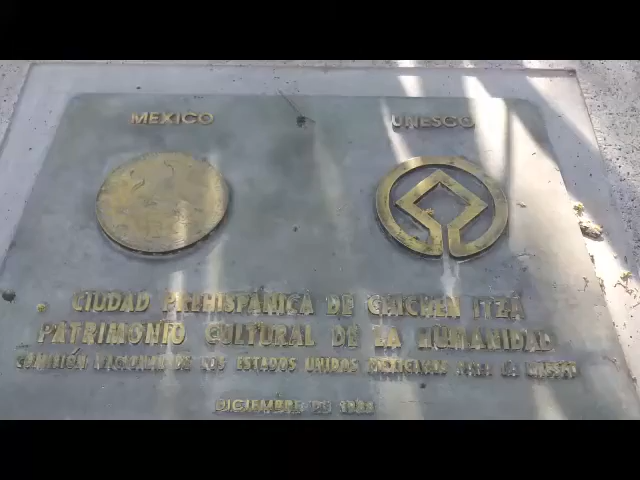 MEXICO
UNESCO
CIUDAD PREHISPÁNICA DE CHICHEN ITZÁ
PATRIMONIO CULTURAL DE LA HUMANIDAD
COMISIÓN NACIONAL DE LOS ESTADOS UNIDOS MEXICANOS PARA LA UNESCO
DICIEMBRE DE 1988